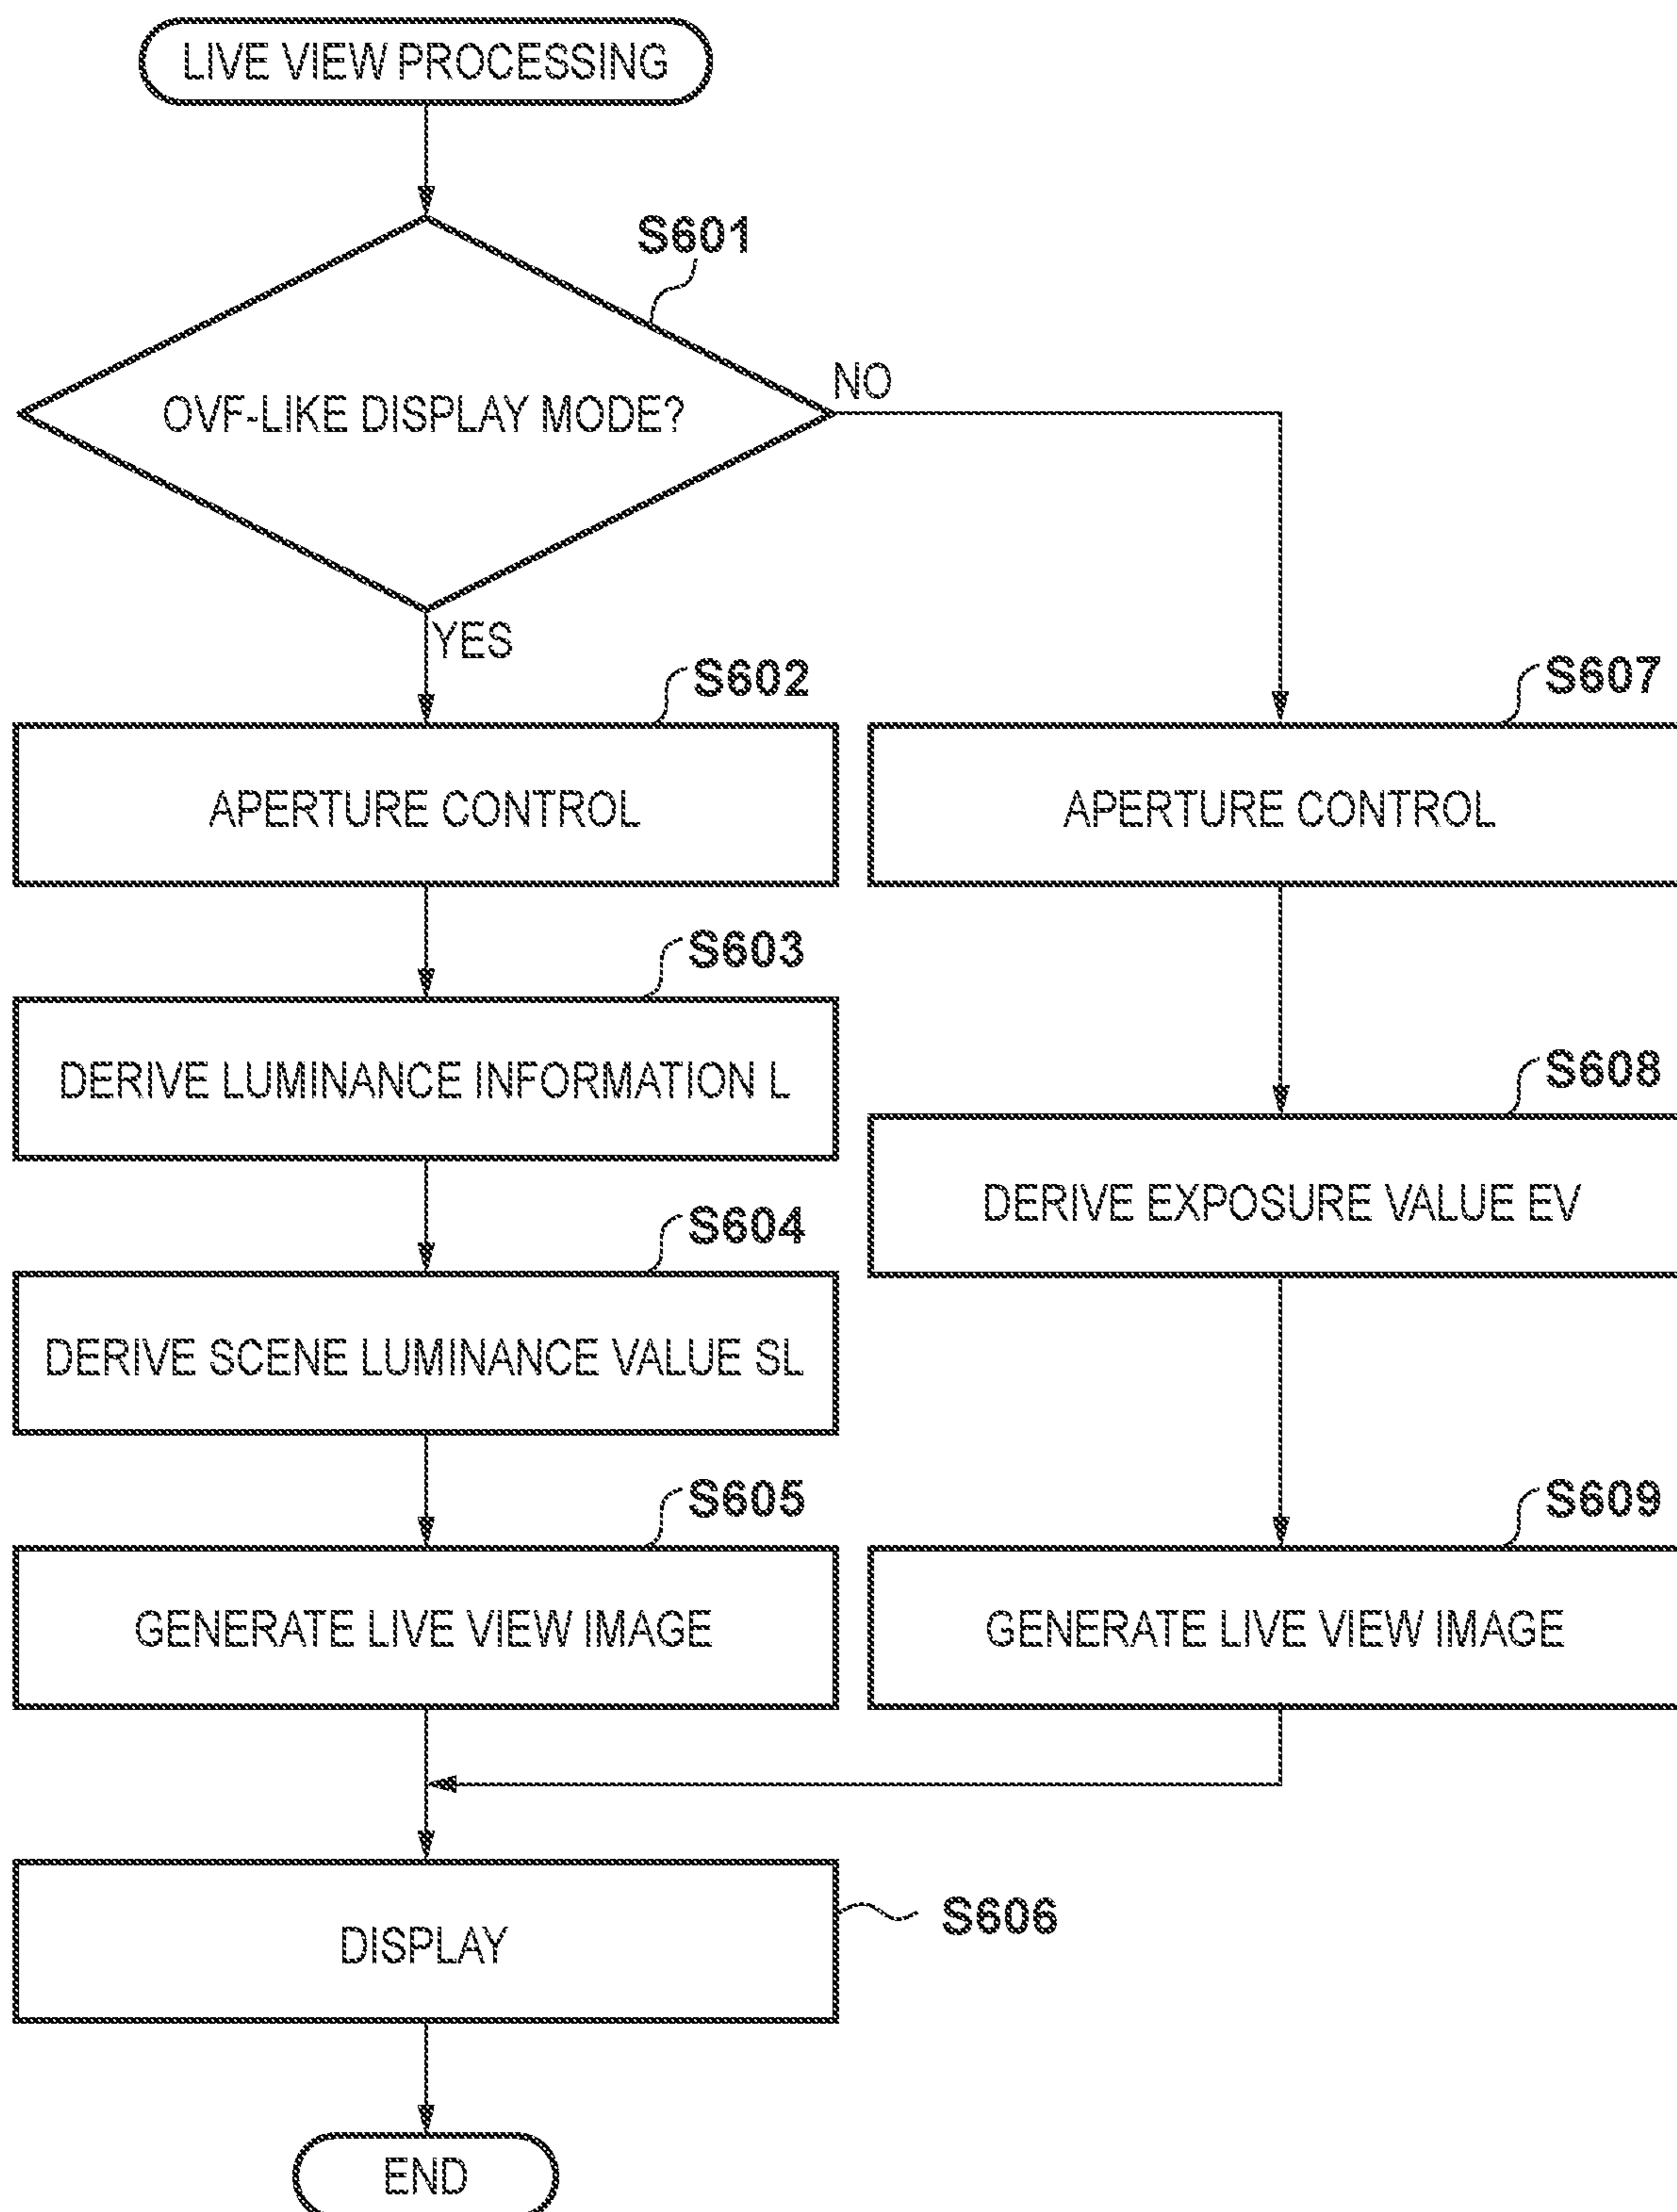 LIVE VIEW PROCESSING
S601
OVF-LIKE DISPLAY MODE?
NO
YES
S602
APERTURE CONTROL
S603
DERIVE LUMINANCE INFORMATION L
S604
DERIVE SCENE LUMINANCE VALUE SL
S605
GENERATE LIVE VIEW IMAGE
S607
APERTURE CONTROL
S608
DERIVE EXPOSURE VALUE EV
S609
GENERATE LIVE VIEW IMAGE
DISPLAY
S606
END